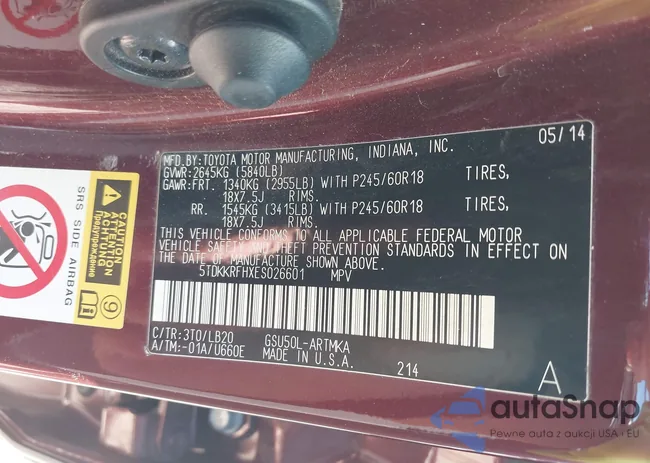 05/14
MFD.BY:TOYOTA MOTOR MANUFACTURING, INDIANA, INC.
GVWR:2645KG (5840LB)
GAWR:FRT. 1340KG (2955LB) WITH P245/60R18 TIRES,
18X7.5J RIMS.
RR. 1545KG (3415LB) WITH P245/60R18 TIRES,
18X7.5J RIMS.
THIS VEHICLE CONFORMS TO ALL APPLICABLE FEDERAL MOTOR
VEHICLE SAFETY AND THEFT PREVENTION STANDARDS IN EFFECT ON
THE DATE OF MANUFACTURE SHOWN ABOVE.
5TDKKRFHXES026601 MPV
C/TR:3T0/LB20 GSU50L-ARTMKA
A/TM:-01A/U660E MADE IN U.S.A. 214
A
SRS SIDE AIRBAG
CAUTION
ATTENTION
ACHTUNG
Предупреждение
9
autaSnap
Pewne auta z aukcji USA i EU